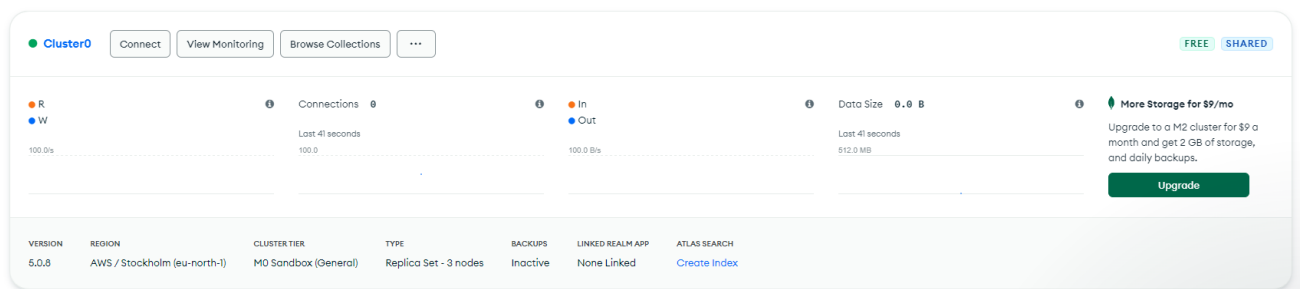 Cluster0 Connect View Monitoring Browse Collections ... FREE SHARED
R
W
100.0/s
Connections 0
Last 41 seconds
100.0
In
Out
100.0 B/s
Data Size 0.0 B
Last 41 seconds
512.0 MB
More Storage for $9/mo
Upgrade to a M2 cluster for $9 a
month and get 2 GB of storage,
and daily backups.
Upgrade
VERSION REGION CLUSTER TIER TYPE BACKUPS LINKED REALM APP ATLAS SEARCH
5.0.8 AWS / Stockholm (eu-north-1) M0 Sandbox (General) Replica Set - 3 nodes Inactive None Linked Create Index